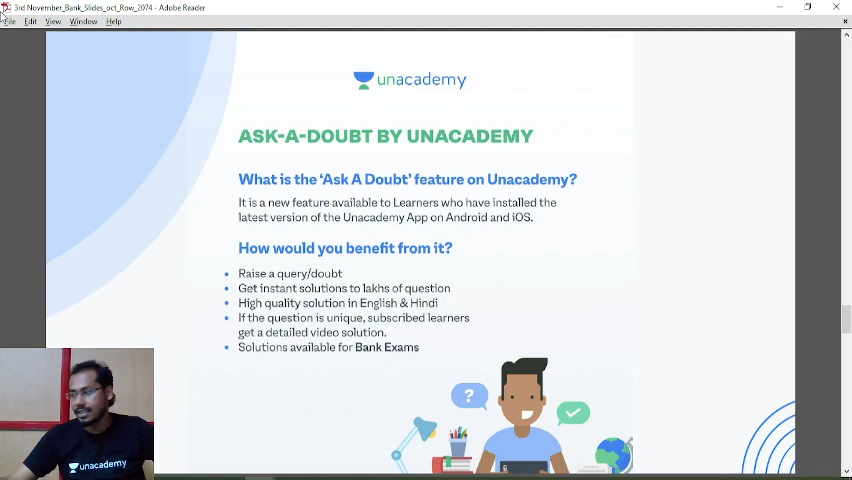 3rd November_Bank_Slides_oct_Row_2074 - Adobe Reader
File Edit View Window Help
unacademy
ASK-A-DOUBT BY UNACADEMY
What is the 'Ask A Doubt' feature on Unacademy?
It is a new feature available to Learners who have installed the
latest version of the Unacademy App on Android and iOS.
How would you benefit from it?
• Raise a query/doubt
• Get instant solutions to lakhs of question
• High quality solution in English & Hindi
• If the question is unique, subscribed learners
get a detailed video solution.
• Solutions available for Bank Exams
?
unacademy